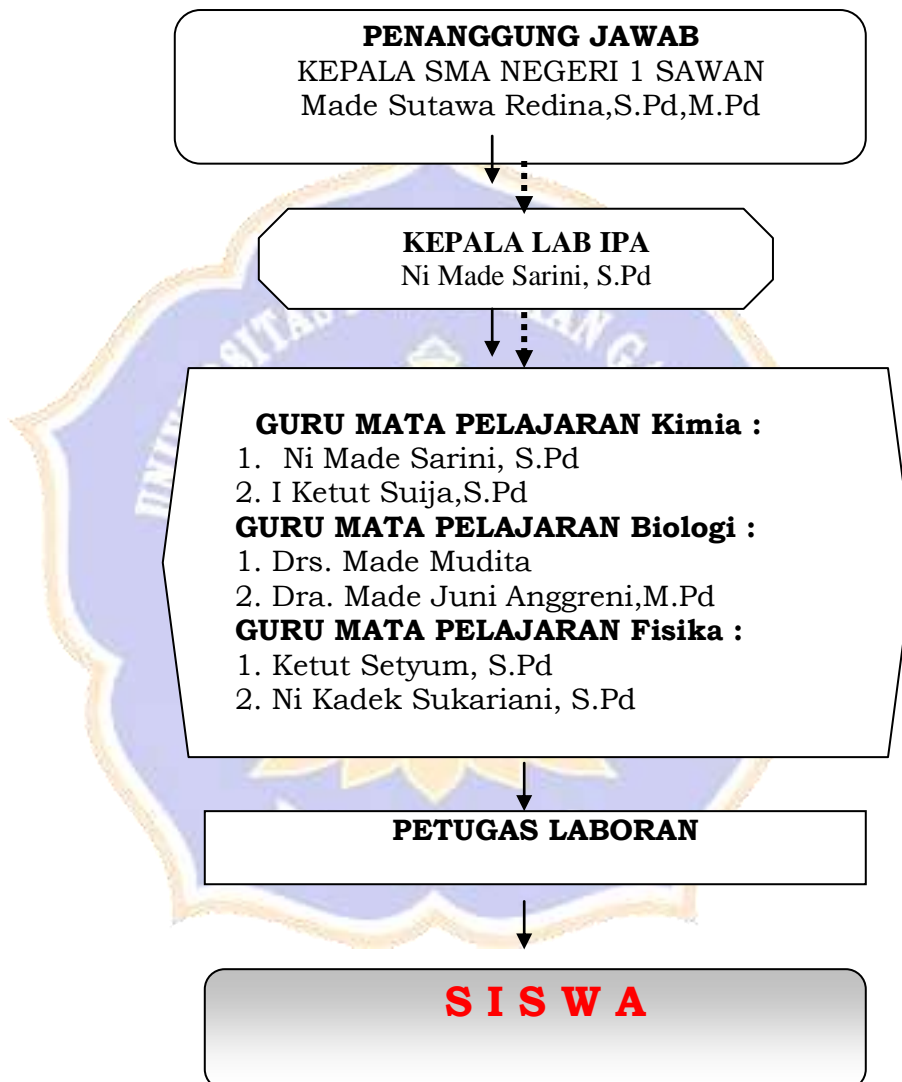 PENANGGUNG JAWAB
KEPALA SMA NEGERI 1 SAWAN
Made Sutawa Redina,S.Pd,M.Pd
KEPALA LAB IPA
Ni Made Sarini, S.Pd
GURU MATA PELAJARAN Kimia :
1. Ni Made Sarini, S.Pd
2. I Ketut Suija,S.Pd
GURU MATA PELAJARAN Biologi :
1. Drs. Made Mudita
2. Dra. Made Juni Anggreni,M.Pd
GURU MATA PELAJARAN Fisika :
1. Ketut Setyum, S.Pd
2. Ni Kadek Sukariani, S.Pd
PETUGAS LABORAN
S I S W A